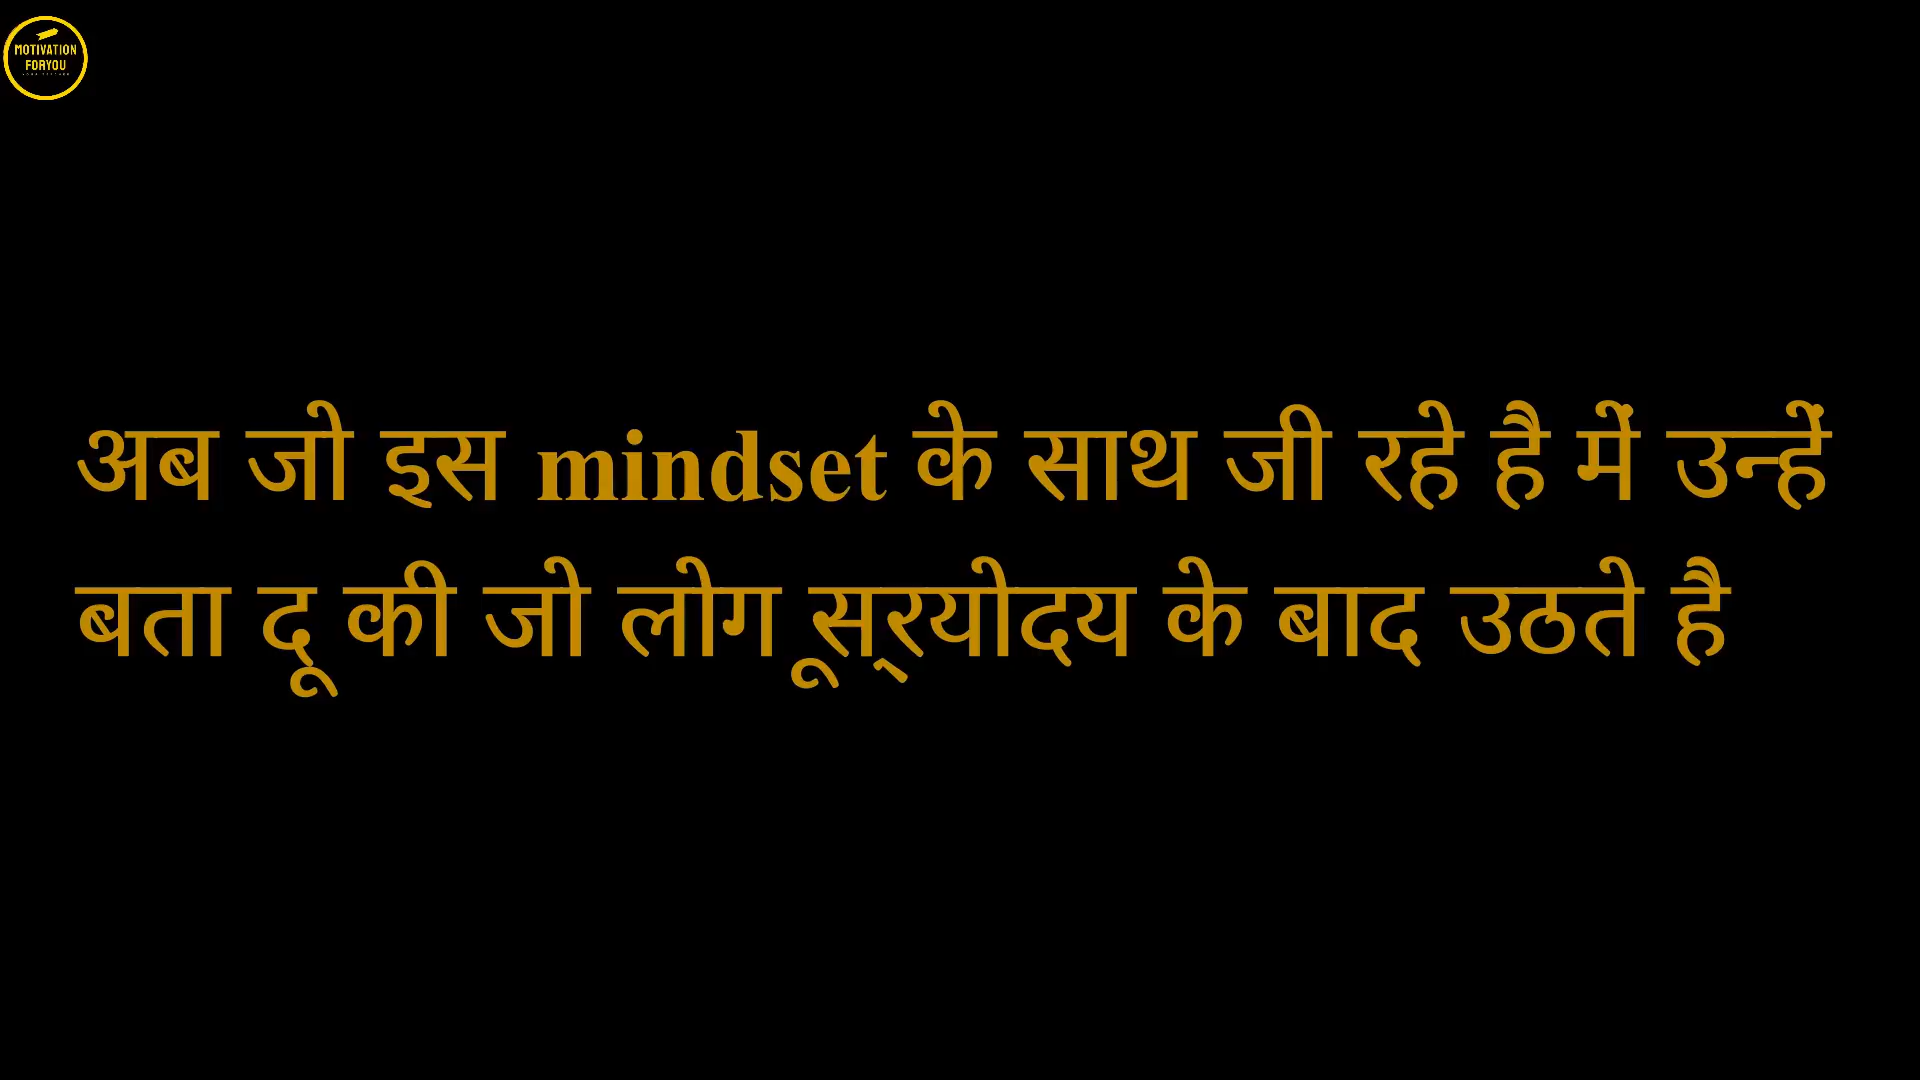 MOTIVATION
FORYOU
अब जो इस mindset के साथ जी रहे है में उन्हें
बता दू की जो लोग सूर्योदय के बाद उठते है